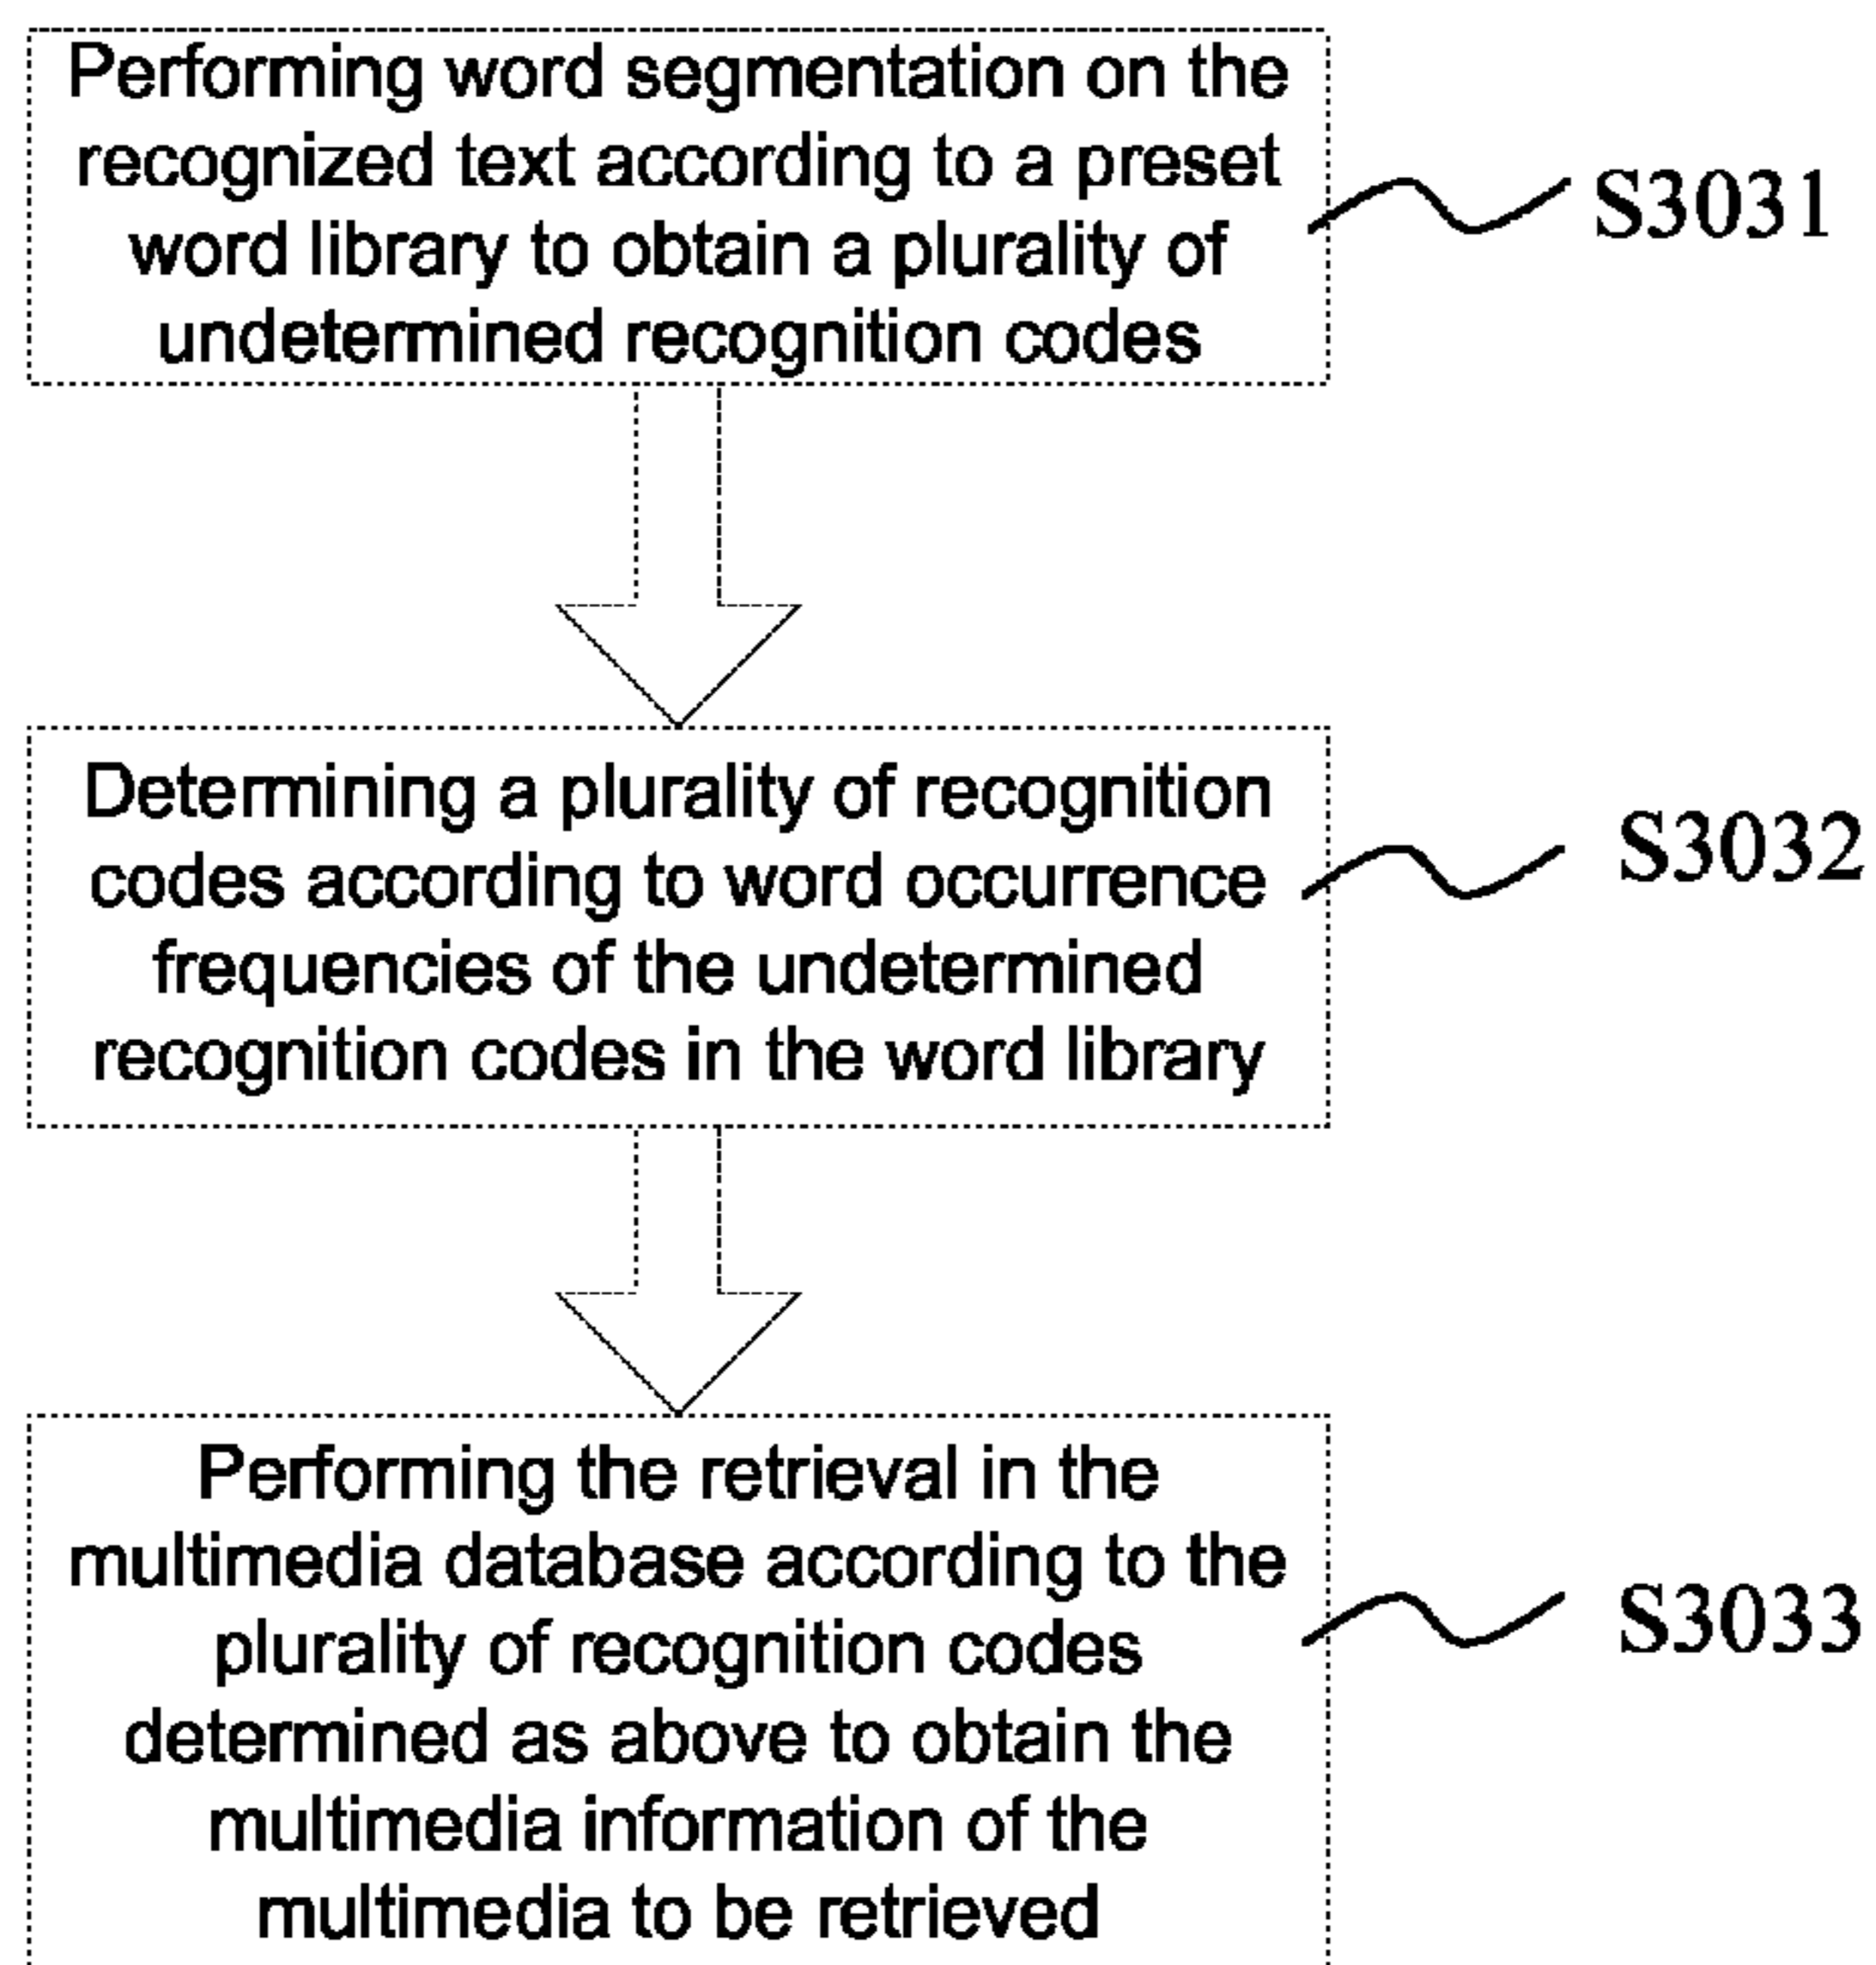 Performing word segmentation on the
recognized text according to a preset
word library to obtain a plurality of
undetermined recognition codes
S3031
Determining a plurality of recognition
codes according to word occurrence
frequencies of the undetermined
recognition codes in the word library
S3032
Performing the retrieval in the
multimedia database according to the
plurality of recognition codes
determined as above to obtain the
multimedia information of the
multimedia to be retrieved
S3033